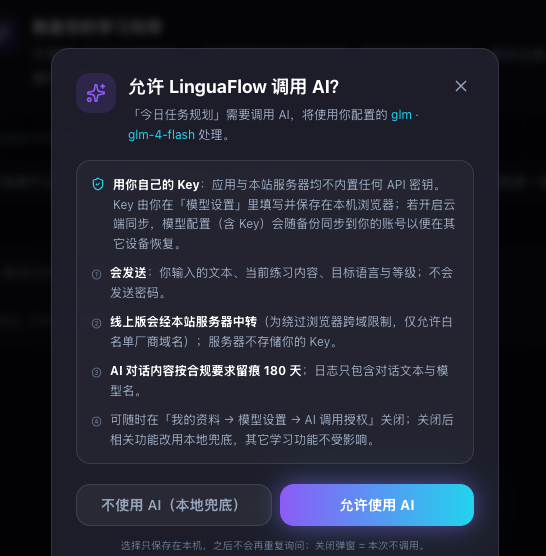 允许 LinguaFlow 调用 AI?
「今日任务规划」需要调用 AI，将使用你配置的 glm ·
glm-4-flash 处理。
用你自己的 Key：应用与本站服务器均不内置任何 API 密钥。
Key 由你在「模型设置」里填写并保存在本机浏览器；若开启云
端同步，模型配置（含 Key）会随备份同步到你的账号以便在其
它设备恢复。
① 会发送：你输入的文本、当前练习内容、目标语言与等级；不会
发送密码。
② 线上版会经本站服务器中转（为绕过浏览器跨域限制，仅允许白
名单厂商域名）；服务器不存储你的 Key。
③ AI 对话内容按合规要求留痕 180 天；日志只包含对话文本与模
型名。
④ 可随时在「我的资料 → 模型设置 → AI 调用授权」关闭；关闭后
相关功能改用本地兜底，其它学习功能不受影响。
不使用 AI（本地兜底） 允许使用 AI
选择只保存在本机，之后不会再重复询问；关闭弹窗 = 本次不调用。